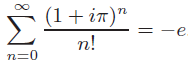 \sum_{n=0}^{\infty} \frac{(1+i\pi)^n}{n!} = -e